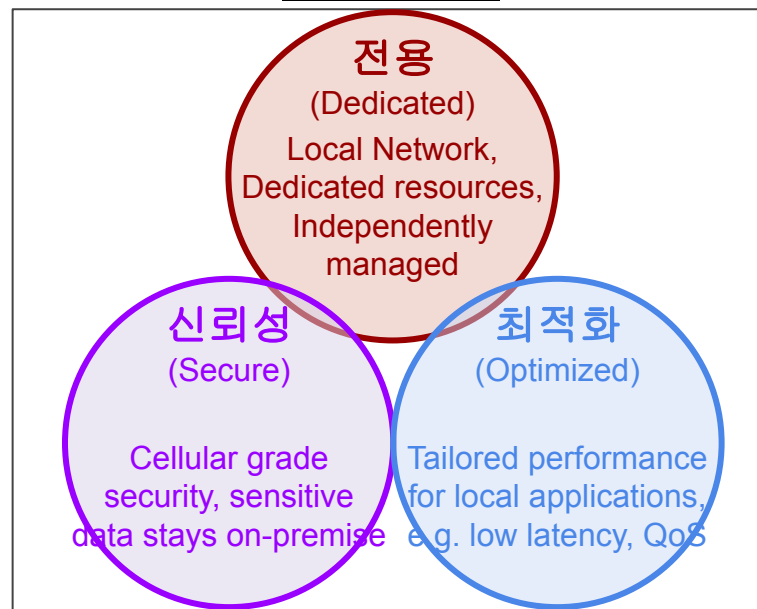 전용
(Dedicated)
Local Network,
Dedicated resources,
Independently
managed
신뢰성
(Secure)
Cellular grade
security, sensitive
data stays on-premise
최적화
(Optimized)
Tailored performance
for local applications,
e.g. low latency, QoS